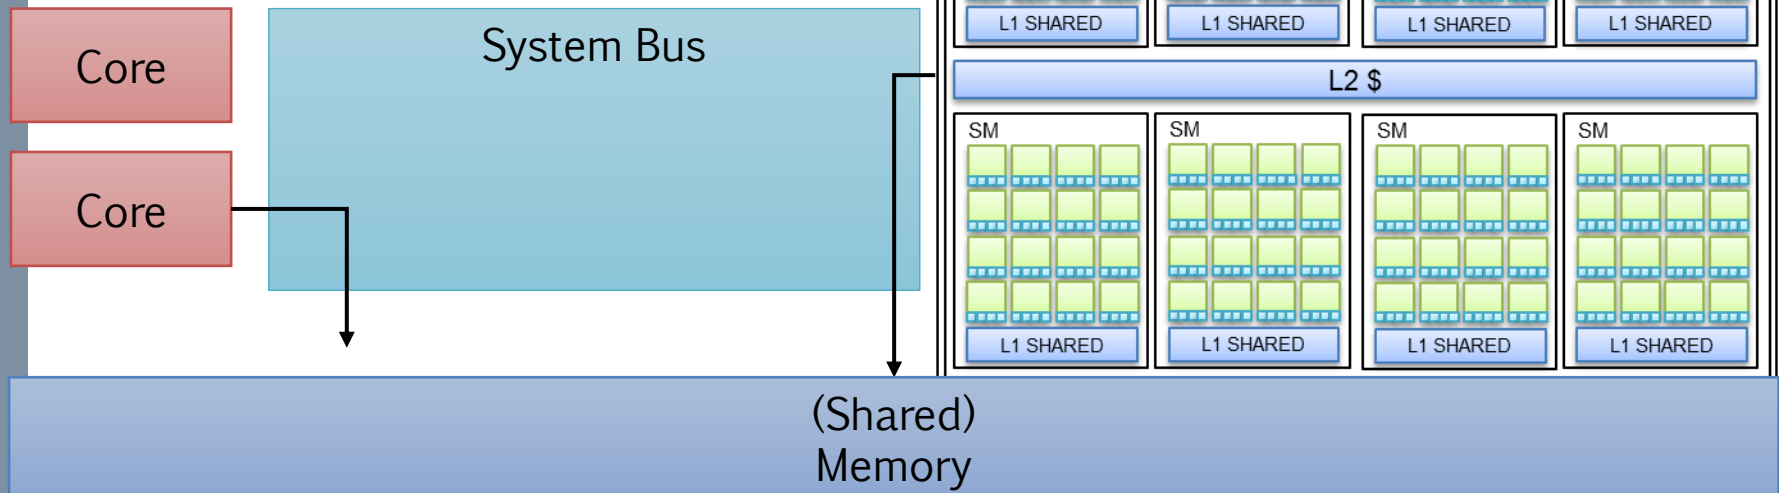 Core
System Bus
L1 SHARED
L1 SHARED
L1 SHARED
L1 SHARED
L2 $
Core
SM
SM
SM
SM
L1 SHARED
L1 SHARED
L1 SHARED
L1 SHARED
(Shared)
Memory